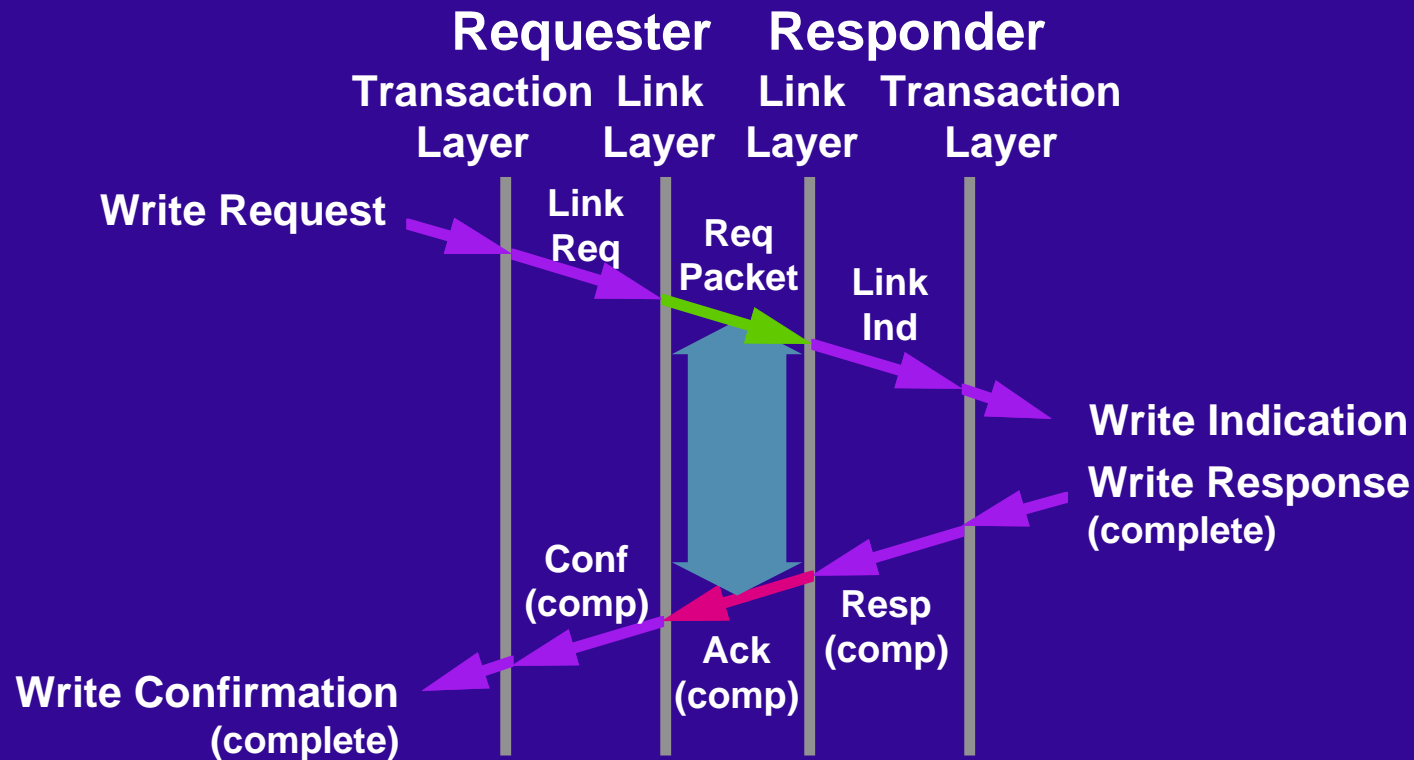 Requester Responder
Transaction Link Link Transaction
Layer Layer Layer Layer
Write Request
Link
Req
Req
Packet
Link
Ind
Write Indication
Write Response
(complete)
Conf
(comp)
Resp
(comp)
Ack
(comp)
Write Confirmation
(complete)